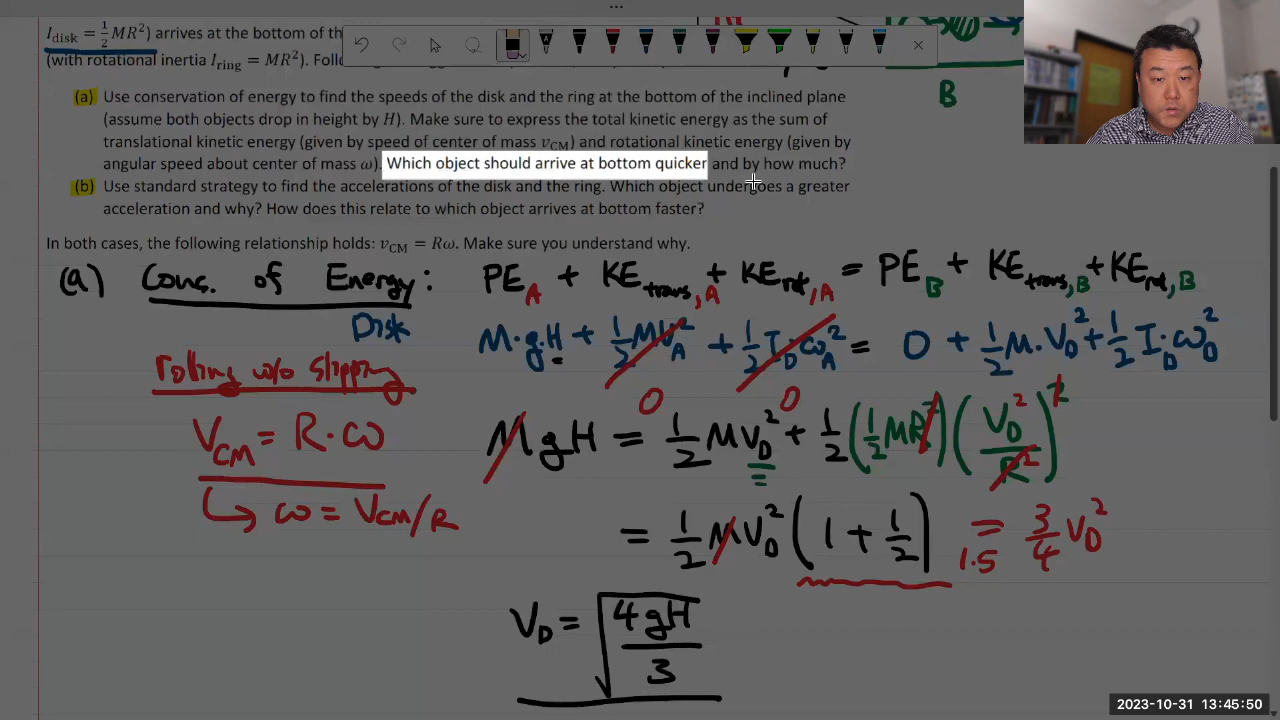 I_disk = ½MR²) arrives at the bottom of the
(with rotational inertia I_ring = MR²). Follo
B
(a) Use conservation of energy to find the speeds of the disk and the ring at the bottom of the inclined plane
(assume both objects drop in height by H). Make sure to express the total kinetic energy as the sum of
translational kinetic energy (given by speed of center of mass v_CM) and rotational kinetic energy (given by
angular speed about center of mass ω). Which object should arrive at bottom quicker and by how much?
(b) Use standard strategy to find the accelerations of the disk and the ring. Which object undergoes a greater
acceleration and why? How does this relate to which object arrives at bottom faster?
In both cases, the following relationship holds: v_CM = Rω. Make sure you understand why.
(a) Cons. of Energy: PE_A + KE_trans,A + KE_rot,A = PE_B + KE_trans,B + KE_rot,B
Disk
M·g·H + ½MV_A² + ½I_D·ω_A² = 0 + ½M·V_D² + ½I_D·ω_D²
0 0
rolling w/o slipping
V_CM = R·ω
MgH = ½MV_D² + ½(½MR²)(V_D²/R²)²
↳ ω = V_CM/R
= ½MV_D²(1 + ½) = ¾V_D²
1.5
V_D = √(4gH/3)
2023-10-31 13:45:50